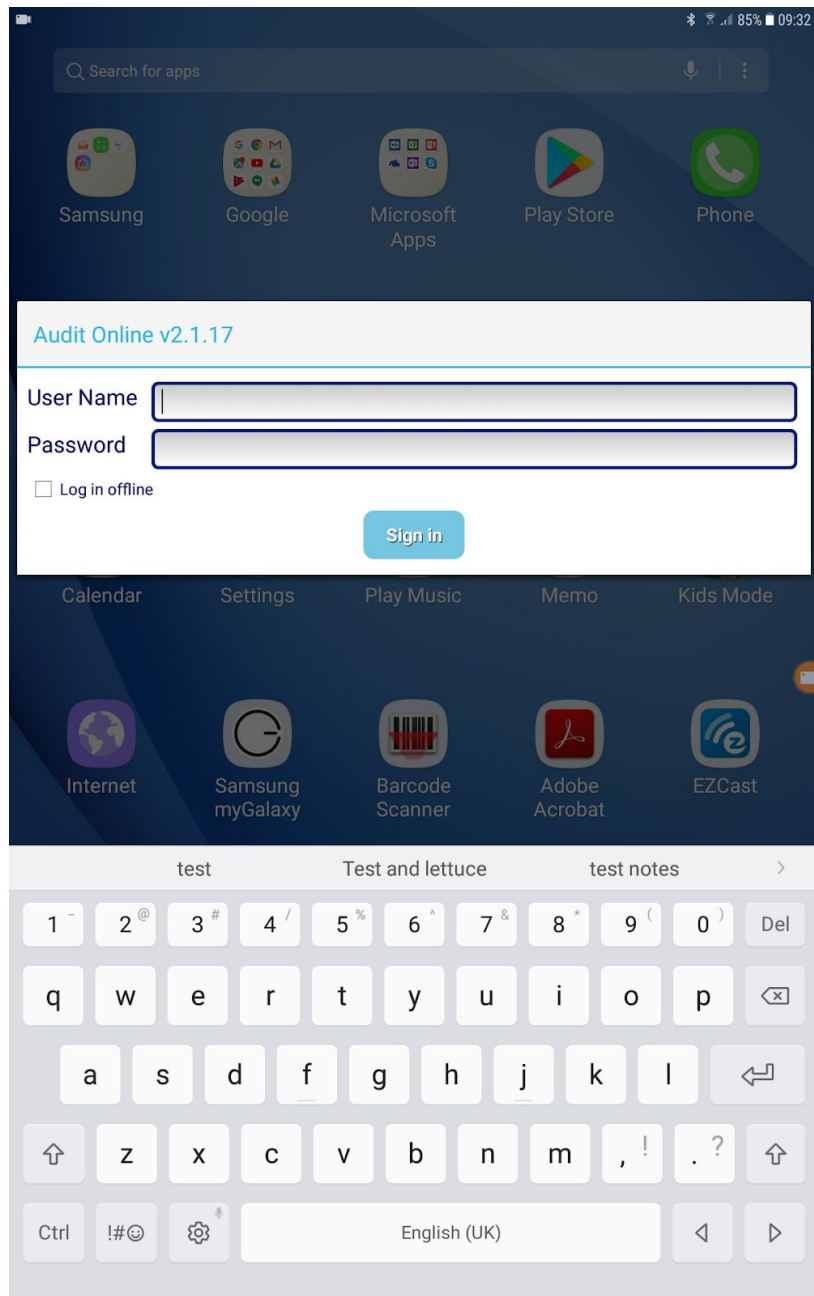 85% 09:32
Search for apps
Samsung Google Microsoft Apps Play Store Phone
Audit Online v2.1.17
User Name
Password
Log in offline
Sign in
Calendar Settings Play Music Memo Kids Mode
Internet Samsung myGalaxy Barcode Scanner Adobe Acrobat EZCast
test Test and lettuce test notes
1 - 2 @ 3 # 4 / 5 % 6 ^ 7 & 8 * 9 ( 0 ) Del
q w e r t y u i o p
a s d f g h j k l
z x c v b n m , ! . ?
Ctrl !#☺ English (UK)